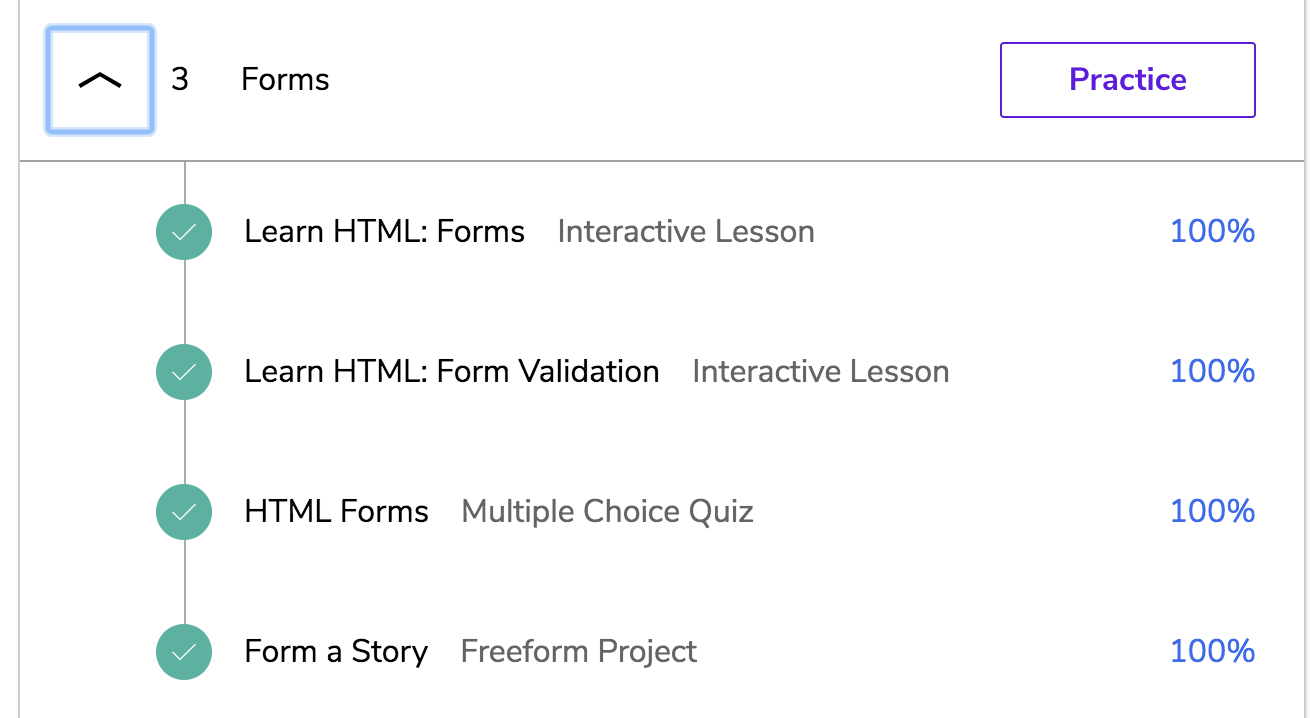 3 Forms Practice
Learn HTML: Forms Interactive Lesson 100%
Learn HTML: Form Validation Interactive Lesson 100%
HTML Forms Multiple Choice Quiz 100%
Form a Story Freeform Project 100%